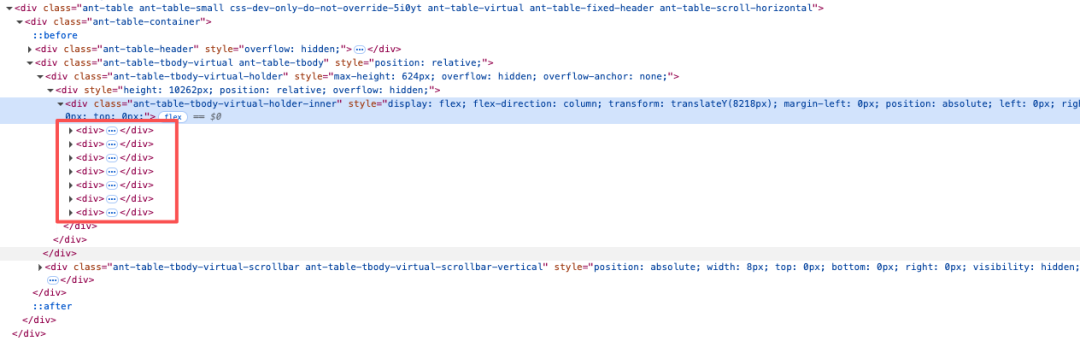 <div class="ant-table ant-table-small css-dev-only-do-not-override-5i0yt ant-table-virtual ant-table-fixed-header ant-table-scroll-horizontal">
<div class="ant-table-container">
::before
<div class="ant-table-header" style="overflow: hidden;">…</div>
<div class="ant-table-tbody-virtual ant-table-tbody" style="position: relative;">
<div class="ant-table-tbody-virtual-holder" style="max-height: 624px; overflow: hidden; overflow-anchor: none;">
<div style="height: 10262px; position: relative; overflow: hidden;">
<div class="ant-table-tbody-virtual-holder-inner" style="display: flex; flex-direction: column; transform: translateY(8218px); margin-left: 0px; position: absolute; left: 0px; rig
0px; top: 0px;"> flex == $0
<div>…</div>
<div>…</div>
<div>…</div>
<div>…</div>
<div>…</div>
<div>…</div>
<div>…</div>
</div>
</div>
</div>
<div class="ant-table-tbody-virtual-scrollbar ant-table-tbody-virtual-scrollbar-vertical" style="position: absolute; width: 8px; top: 0px; bottom: 0px; right: 0px; visibility: hidden;
…</div>
</div>
::after
</div>
</div>